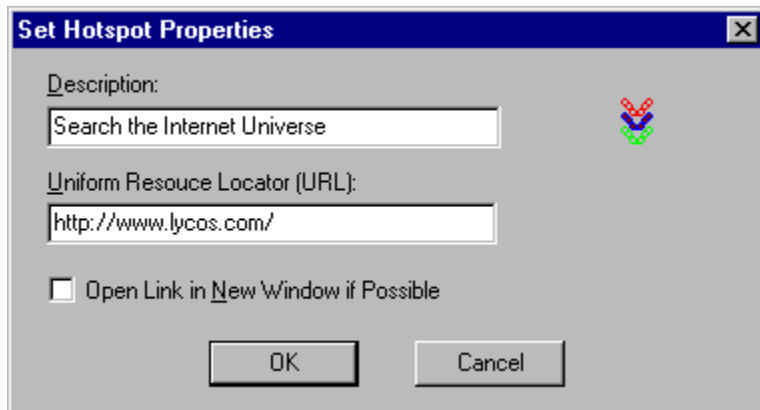 Set Hotspot Properties
Description:
Search the Internet Universe
Uniform Resouce Locator (URL):
http://www.lycos.com/
Open Link in New Window if Possible
OK Cancel